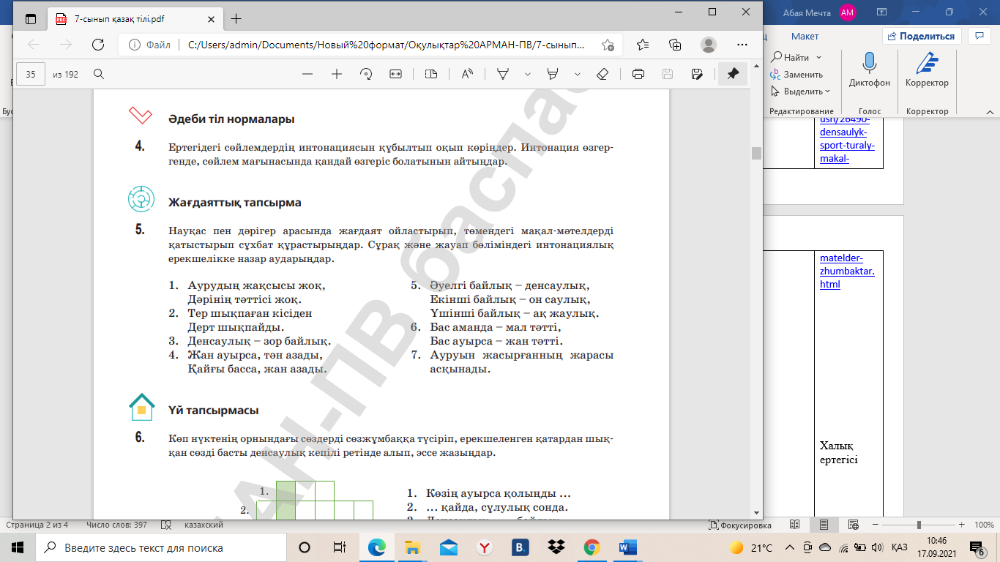 7-сынып қазақ тілі.pdf
Файл
C:/Users/admin/Documents/Новый%20формат/Оқулықтар%20АРМАН-ПВ/7-сынып...
35
из 192
Әдеби тіл нормалары
4. Ертегідегі сөйлемдердің интонациясын құбылтып оқып көріңдер. Интонация өзгер-
генде, сөйлем мағынасында қандай өзгеріс болатынын айтыңдар.
Жағдаяттық тапсырма
5. Науқас пен дәрігер арасында жағдаят ойластырып, төмендегі мақал-мәтелдерді
қатыстырып сұхбат құрастырыңдар. Сұрақ және жауап бөліміндегі интонациялық
ерекшелікке назар аударыңдар.
1. Аурудың жақсысы жоқ,
Дәрінің тәттісі жоқ.
2. Тер шықпаған кісіден
Дерт шықпайды.
3. Денсаулық – зор байлық.
4. Жан ауырса, тән азады,
Қайғы басса, жан азады.
5. Әуелгі байлық – денсаулық,
Екінші байлық – он саулық,
Үшінші байлық – ақ жаулық.
6. Бас аманда – мал тәтті,
Бас ауырса – жан тәтті.
7. Ауруын жасырғанның жарасы
асқынады.
Үй тапсырмасы
6. Көп нүктенің орнындағы сөздерді сөзжұмбаққа түсіріп, ерекшеленген қатардан шық-
қан сөзді басты денсаулық кепілі ретінде алып, эссе жазыңдар.
1.
2.
1. Көзің ауырса қолыңды ...
2. ... қайда, сұлулық сонда.
АН-ПВ баспас
Абая Мечта
АМ
Макет
Поделиться
Найти
Заменить
Выделить
Редактирование
Диктофон
Голос
Корректор
Корректор
ush/26490-
densaulyk-
sport-turaly-
makal-
matelder-
zhumbaktar.
html
Халық
ертегісі
Страница 2 из 4
Число слов: 397
казахский
Фокусировка
100%
Введите здесь текст для поиска
21°C
ҚАЗ
10:46
17.09.2021
6